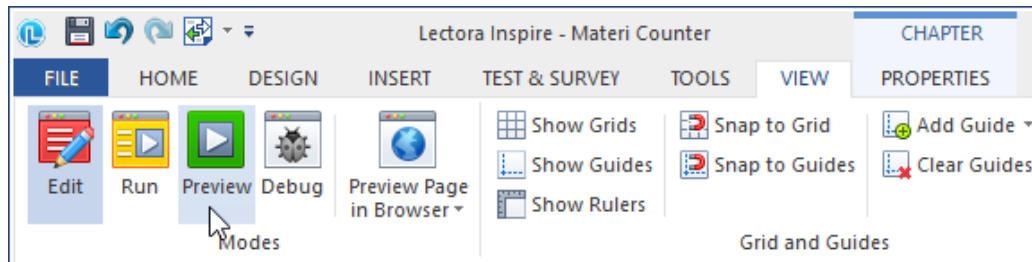 Lectora Inspire - Materi Counter CHAPTER
FILE HOME DESIGN INSERT TEST & SURVEY TOOLS VIEW PROPERTIES
Show Grids Snap to Grid Add Guide
Edit Run Preview Debug Preview Page in Browser
Show Guides Snap to Guides Clear Guides
Show Rulers
Modes Grid and Guides